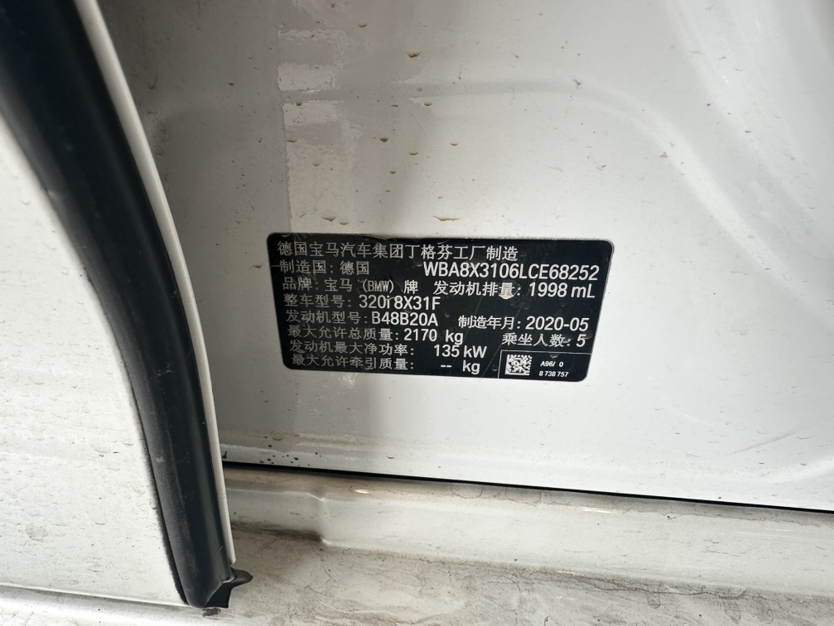 德国宝马汽车集团丁格芬工厂制造
制造国: 德国 WBA8X3106LCE68252
品牌: 宝马 (BMW) 牌 发动机排量: 1998 mL
整车型号: 320i 8X31F
发动机型号: B48B20A 制造年月: 2020-05
最大允许总质量: 2170 kg 乘坐人数: 5
发动机最大净功率: 135 kW
最大允许牵引质量: -- kg
A96/ 0
8 738 757